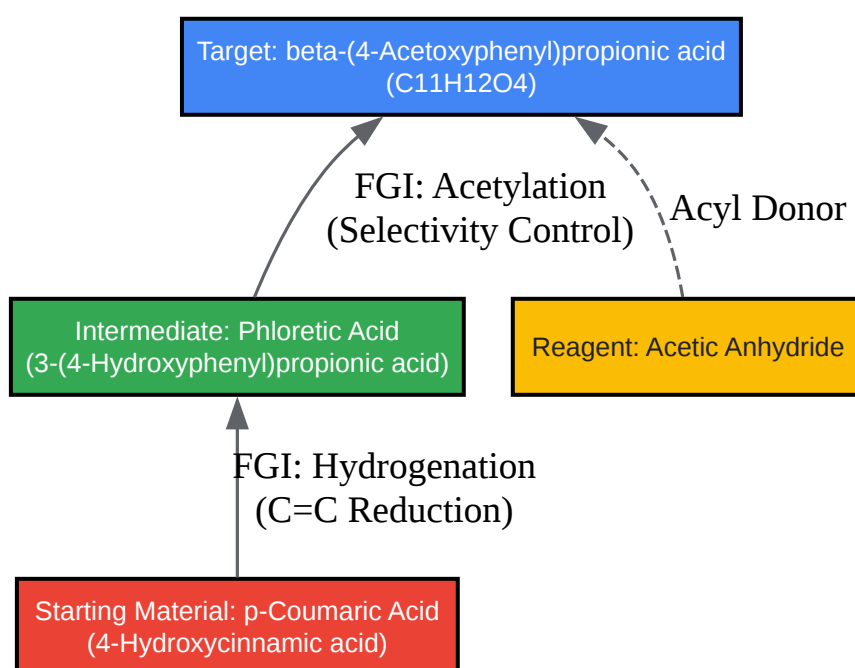 Target: beta-(4-Acetoxyphenyl)propionic acid
(C11H12O4)
FGI: Acetylation
(Selectivity Control)
Acyl Donor
Intermediate: Phloretic Acid
(3-(4-Hydroxyphenyl)propionic acid)
Reagent: Acetic Anhydride
FGI: Hydrogenation
(C=C Reduction)
Starting Material: p-Coumaric Acid
(4-Hydroxycinnamic acid)